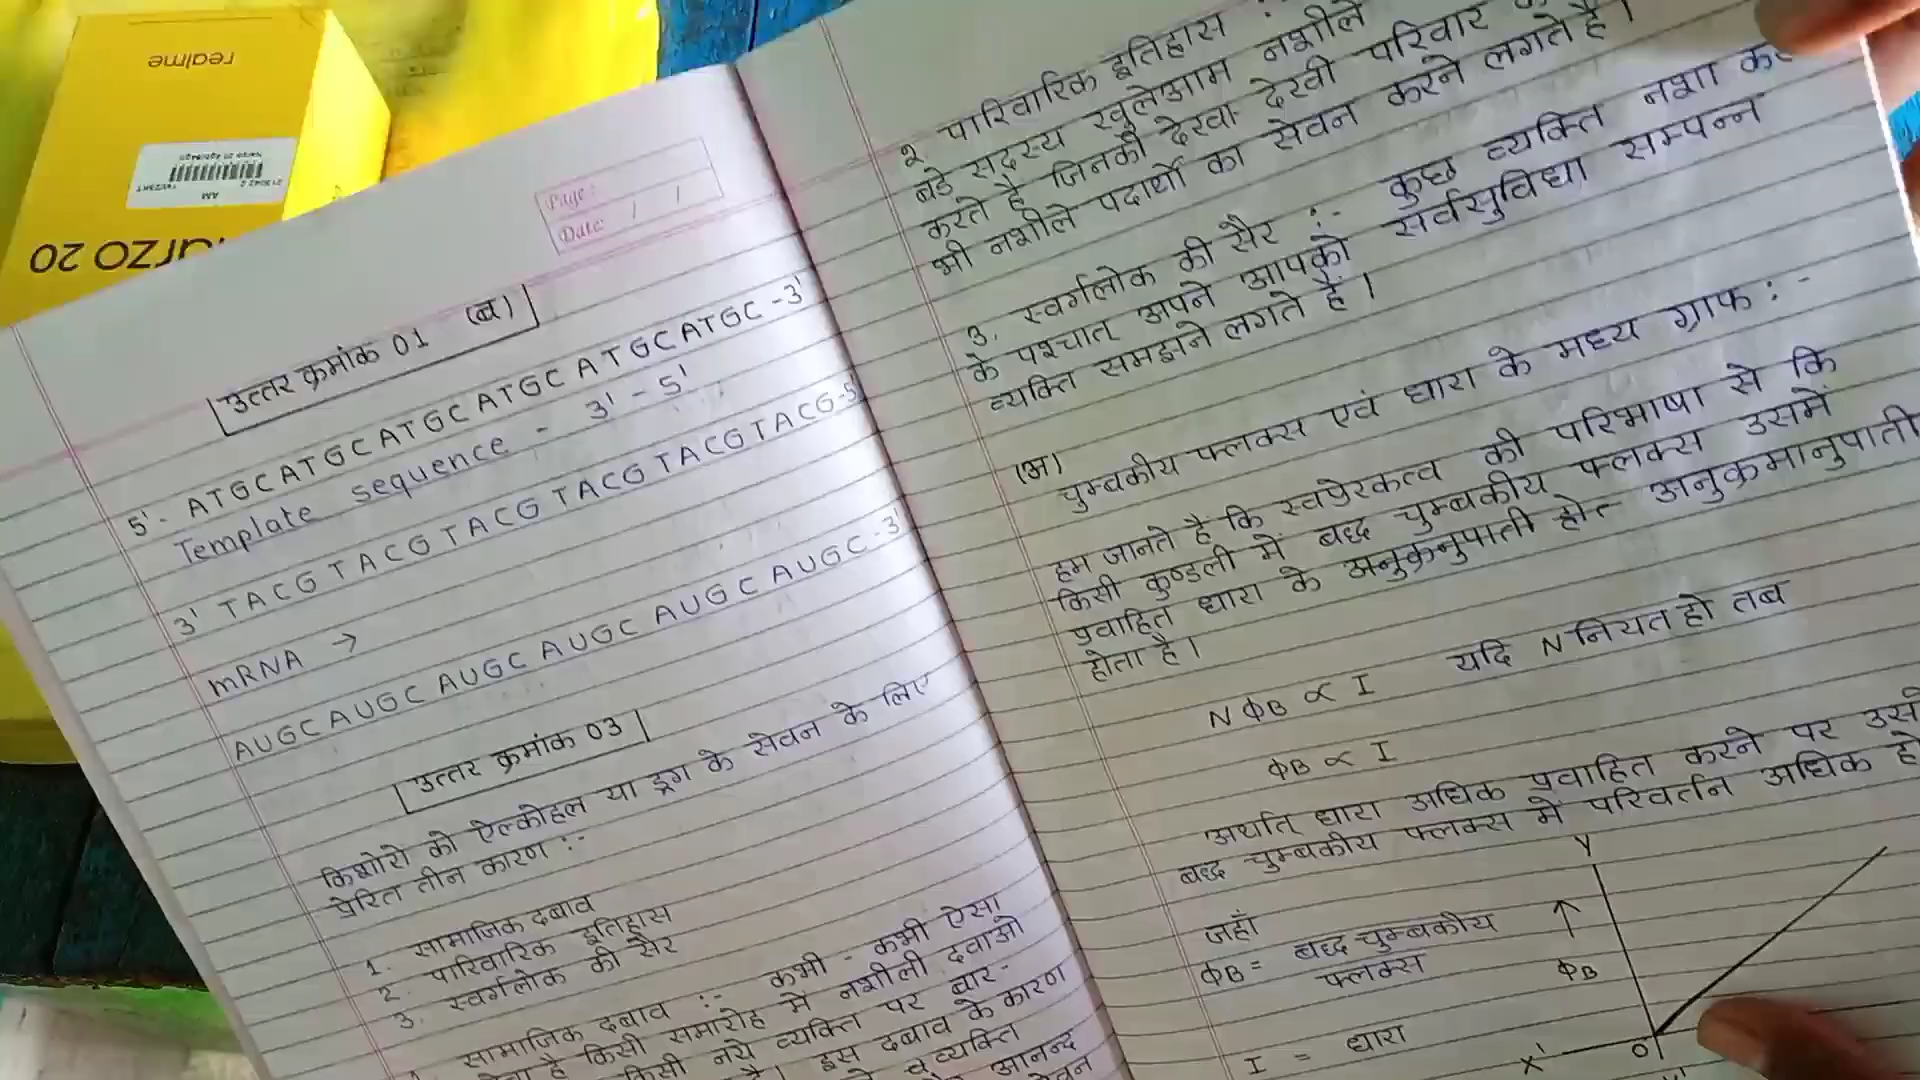 realme
narzo 20
Page:
Date: / /
उत्तर क्रमांक 01 (ब)
5'- ATGCATGCATGCATGCATGCATGC -3'
Template sequence - 3' - 5'
3' TACGTACGTACGTACGTACGTACG-5'
mRNA →
AUGCAUGCAUGCAUGCAUGCAUGC-3'
उत्तर क्रमांक 03
किशोरो को ऐल्कोहल या ड्रग के सेवन के लिए
प्रेरित तीन कारण :-
1. सामाजिक दबाव
2. पारिवारिक इतिहास
3. स्वर्गलोक की सैर
सामाजिक दबाव :- कभी - कभी ऐसा
है किसी समारोह में नशीली दवाओ
किसी नये व्यक्ति पर बार-
इस दबाव के कारण
व्यक्ति
आनन्द
सेवन
2 पारिवारिक इतिहास :
बडे सदस्य खुलेआम नशीले
करते है जिनकी देखा देखी परिवार
भी नशीले पदार्थो का सेवन करने लगते है।
3. स्वर्गलोक की सैर :- कुछ व्यक्ति नशा
के पश्चात् अपने आपको सर्वसुविधा सम्पन्न
व्यक्ति समझने लगते हैं।
(अ)
चुम्बकीय फ्लक्स एवं धारा के मध्य ग्राफ :-
हम जानते है कि स्वप्रेरकत्व की परिभाषा से कि
किसी कुण्डली में बद्ध चुम्बकीय फ्लक्स उसमें
प्रवाहित धारा के अनुक्रनुपाती होत अनुक्रमानुपाती
होता है।
NΦB ∝ I यदि N नियत हो तब
ΦB ∝ I
अर्थात् धारा अधिक प्रवाहित करने पर
बद्ध चुम्बकीय फ्लक्स में परिवर्तन अधिक
जहाँ
ΦB = बद्ध चुम्बकीय
फ्लक्स
I = धारा
Y
↑
ΦB
X' O